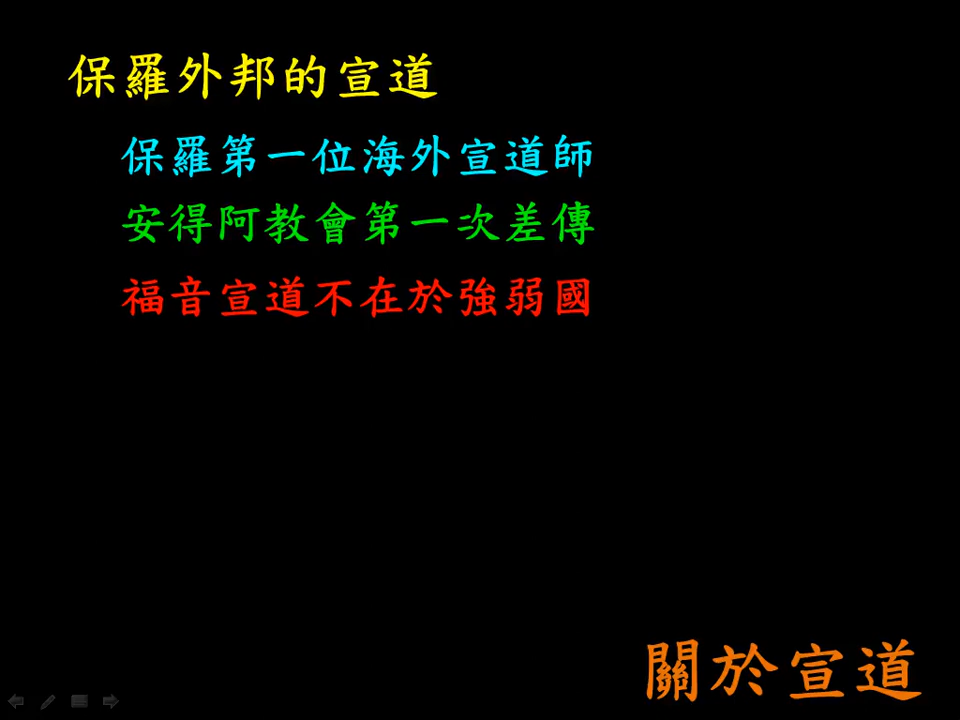 保羅外邦的宣道
保羅第一位海外宣道師
安得阿教會第一次差傳
福音宣道不在於強弱國
關於宣道